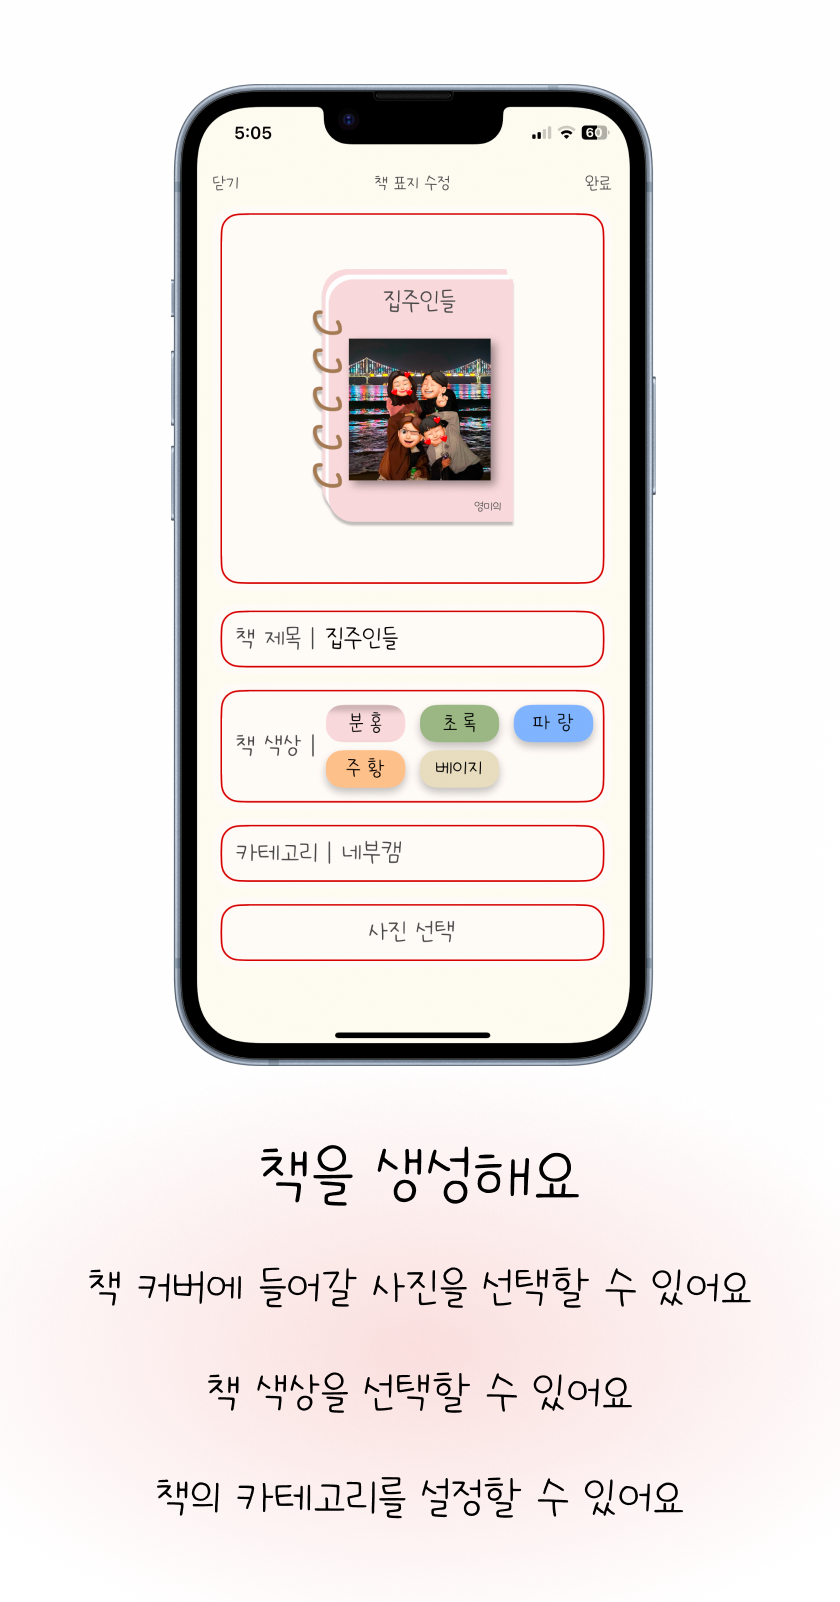 5:05
60
닫기 책 표지 수정 완료
집주인들
영미의
책 제목 | 집주인들
분홍 초록 파랑
책 색상 |
주황 베이지
카테고리 | 네부캠
사진 선택
책을 생성해요
책 커버에 들어갈 사진을 선택할 수 있어요
책 색상을 선택할 수 있어요
책의 카테고리를 설정할 수 있어요